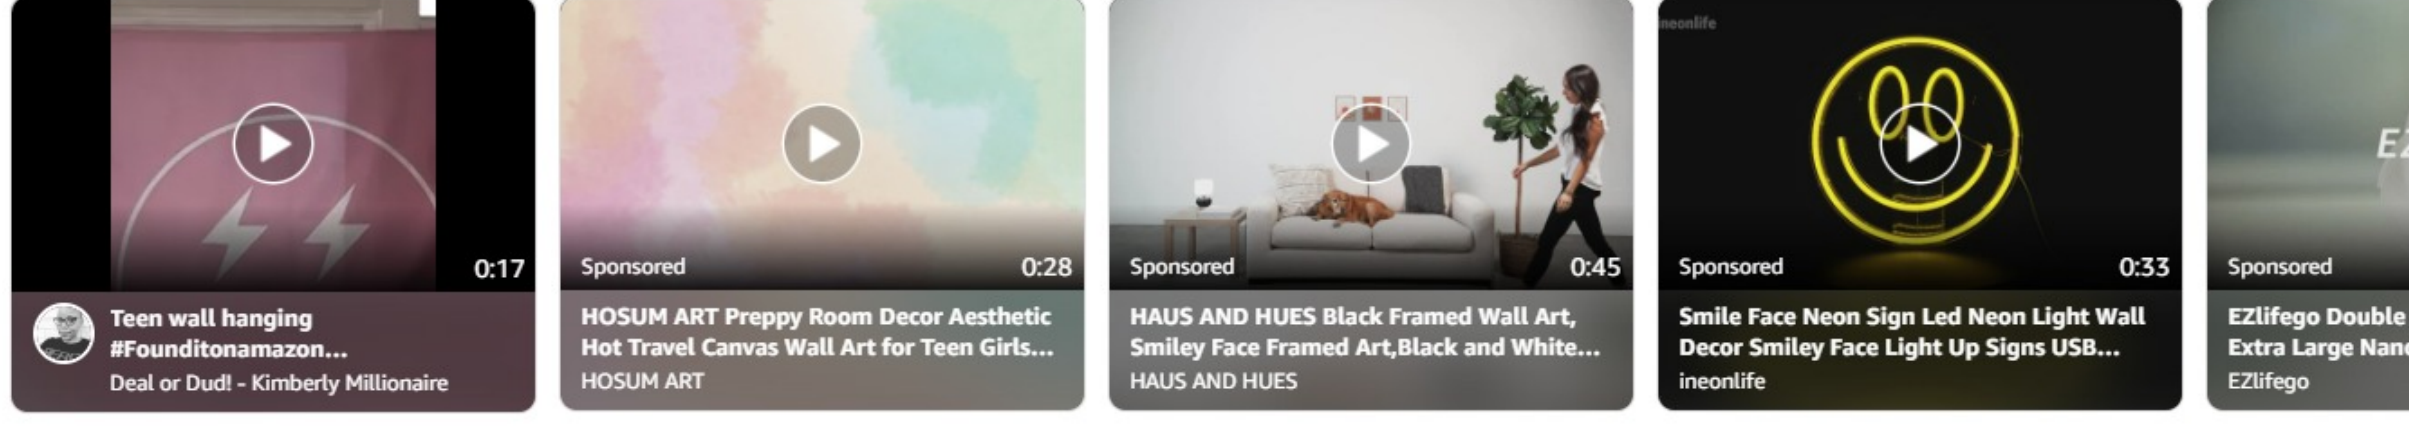 0:17
Teen wall hanging
#Founditonamazon...
Deal or Dud! - Kimberly Millionaire
Sponsored
0:28
HOSUM ART Preppy Room Decor Aesthetic
Hot Travel Canvas Wall Art for Teen Girls...
HOSUM ART
Sponsored
0:45
HAUS AND HUES Black Framed Wall Art,
Smiley Face Framed Art,Black and White...
HAUS AND HUES
neonlife
Sponsored
0:33
Smile Face Neon Sign Led Neon Light Wall
Decor Smiley Face Light Up Signs USB...
ineonlife
EZ
Sponsored
EZlifego Double
Extra Large Nan
EZlifego